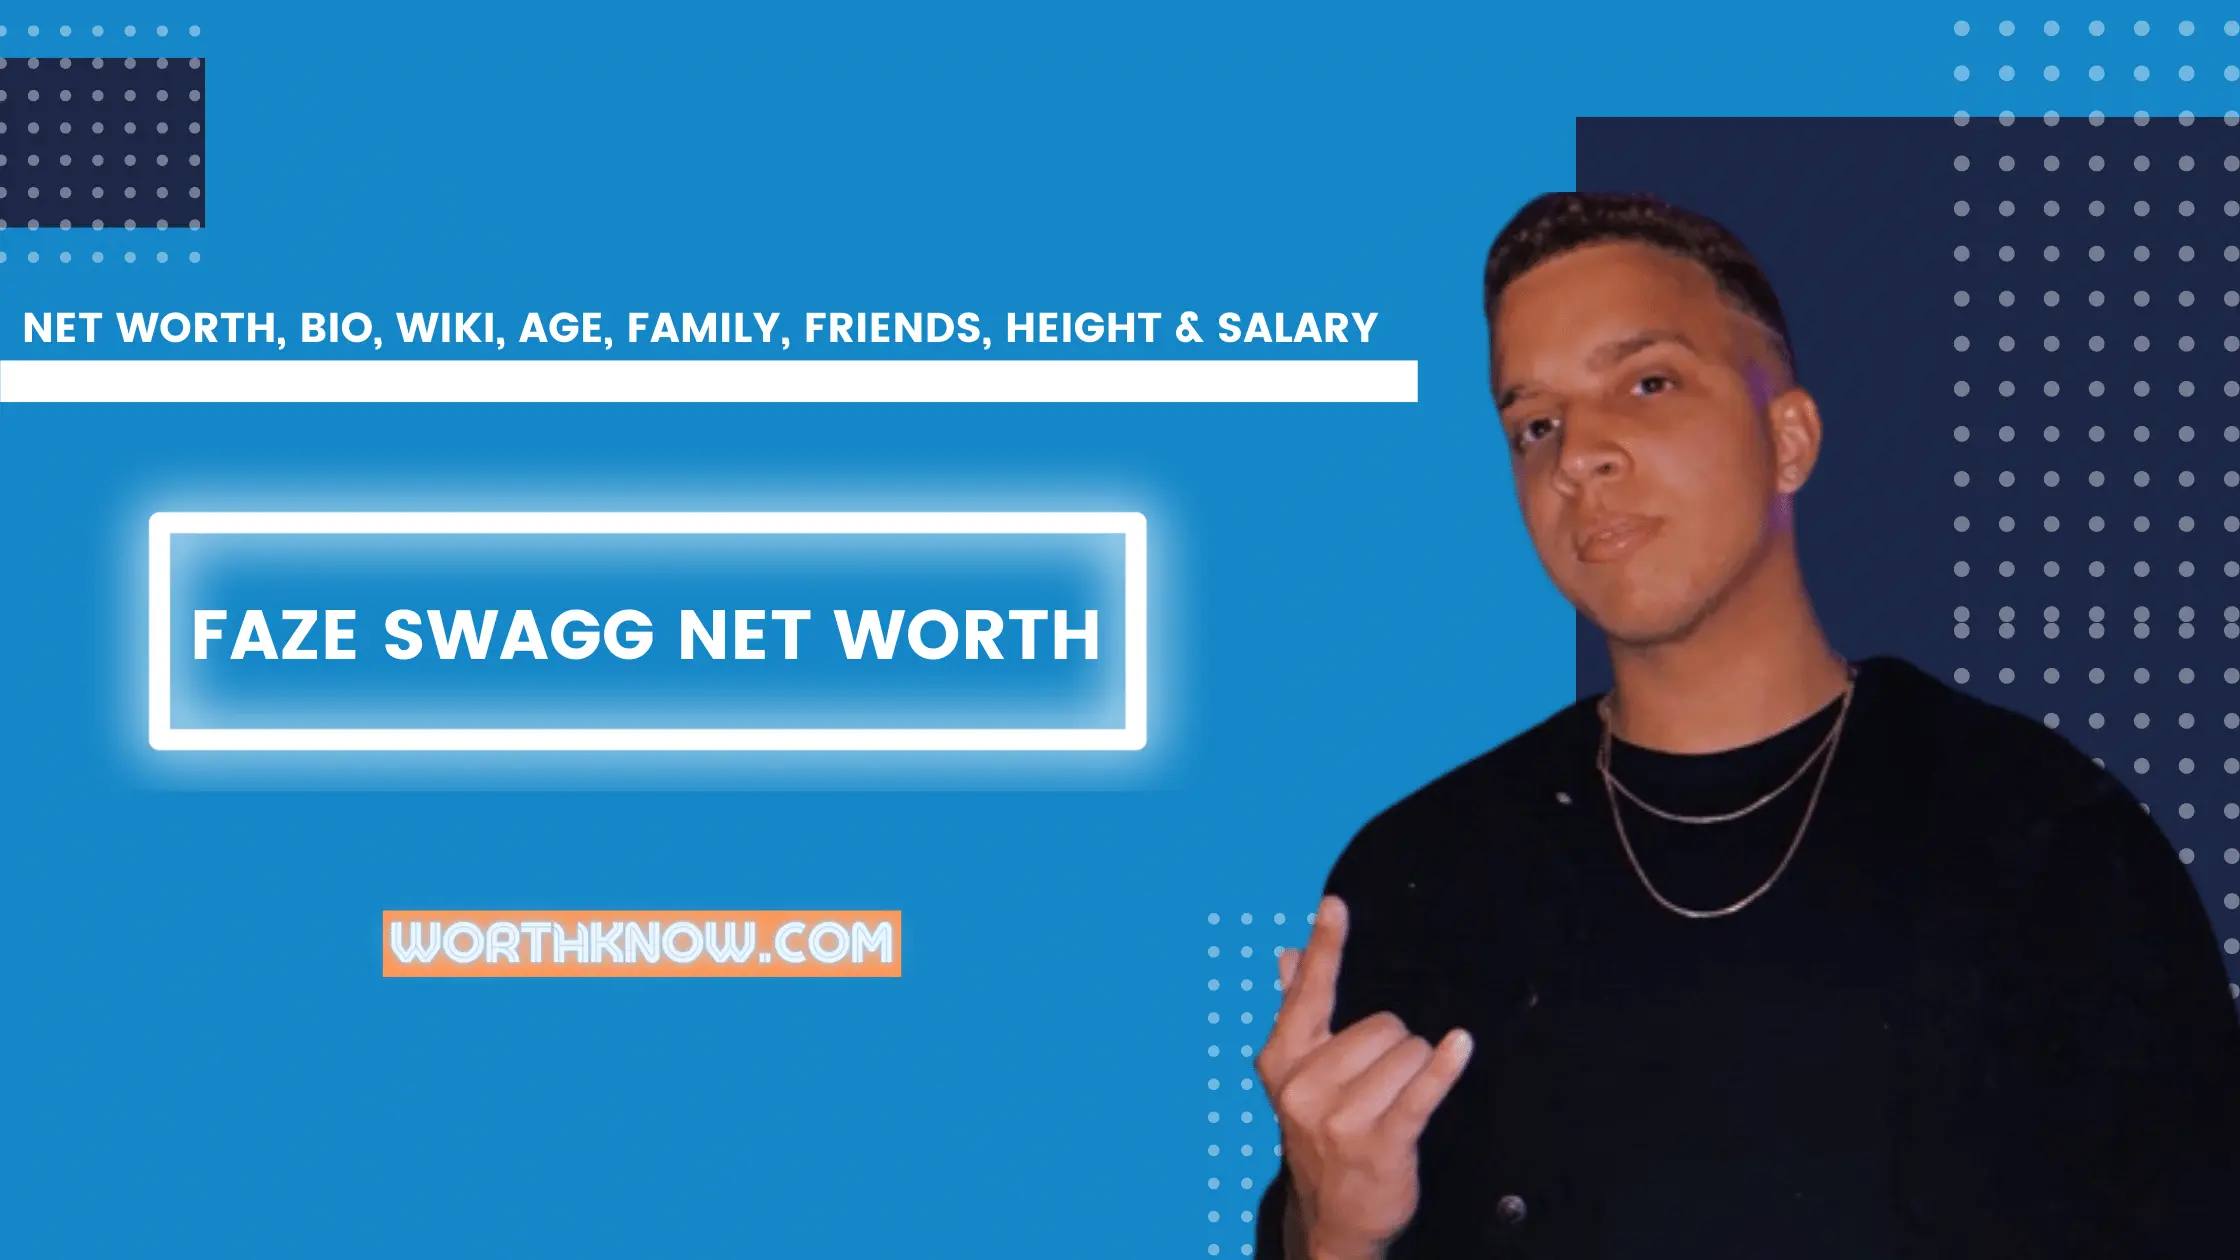 NET WORTH, BIO, WIKI, AGE, FAMILY, FRIENDS, HEIGHT & SALARY
FAZE SWAGG NET WORTH
WORTHKNOW.COM